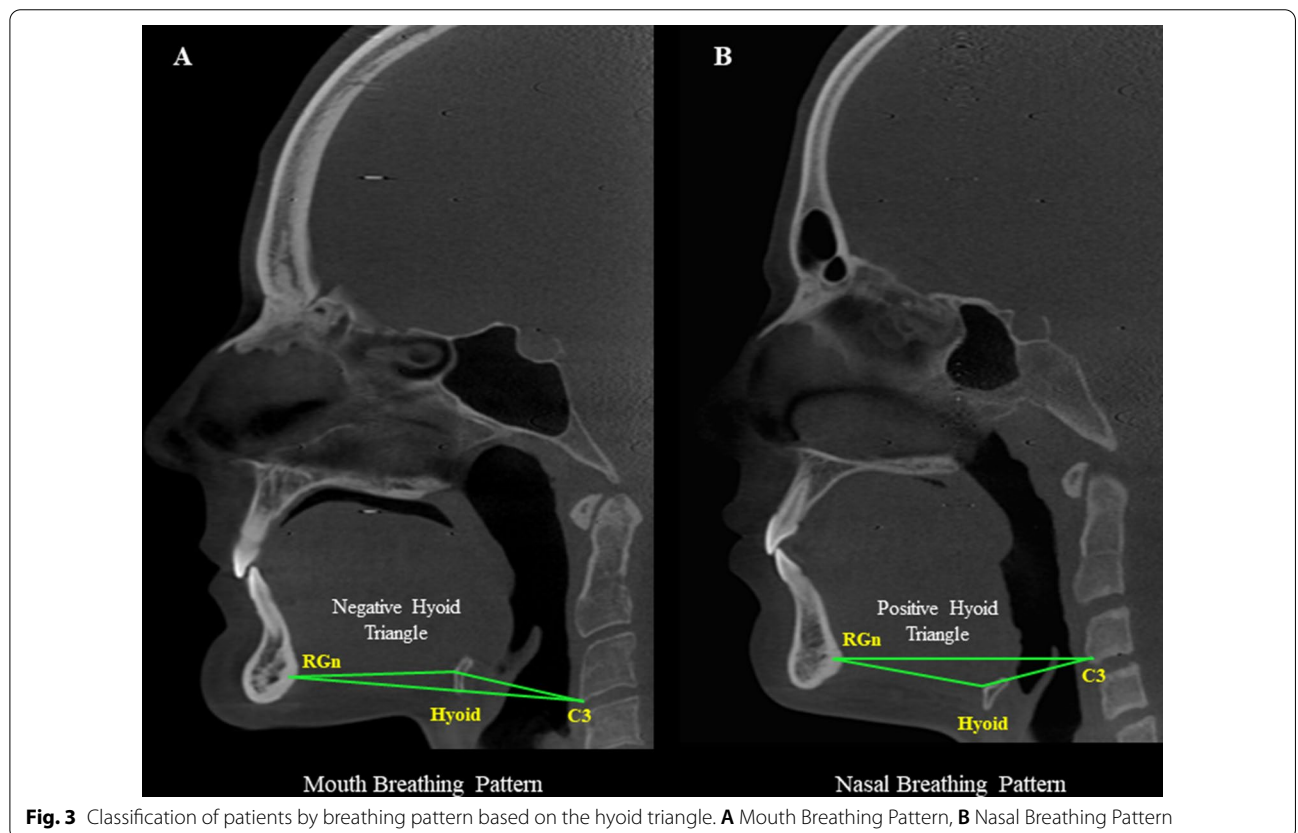 A
B
Negative Hyoid
Triangle
RGn
Hyoid
C3
Positive Hyoid
Triangle
RGn
C3
Hyoid
Mouth Breathing Pattern
Nasal Breathing Pattern
Fig. 3 Classification of patients by breathing pattern based on the hyoid triangle. A Mouth Breathing Pattern, B Nasal Breathing Pattern